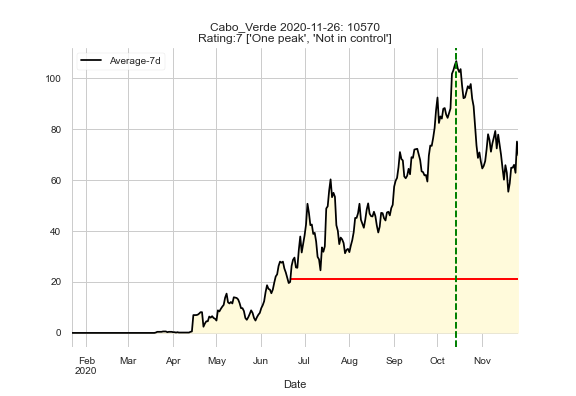 Cabo_Verde 2020-11-26: 10570
Rating:7 ['One peak', 'Not in control']
Average-7d
100
80
60
40
20
0
Feb Mar Apr May Jun Jul Aug Sep Oct Nov
2020
Date